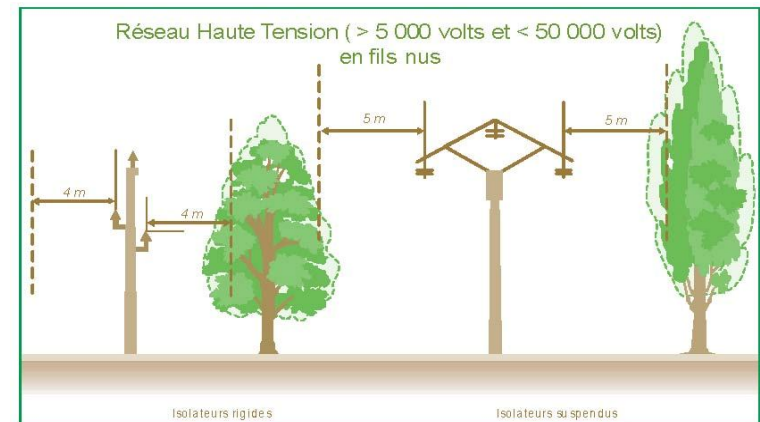 Réseau Haute Tension ( > 5 000 volts et < 50 000 volts)
en fils nus
5 m
5 m
4 m
4 m
Isolateurs rigides
Isolateurs suspendus